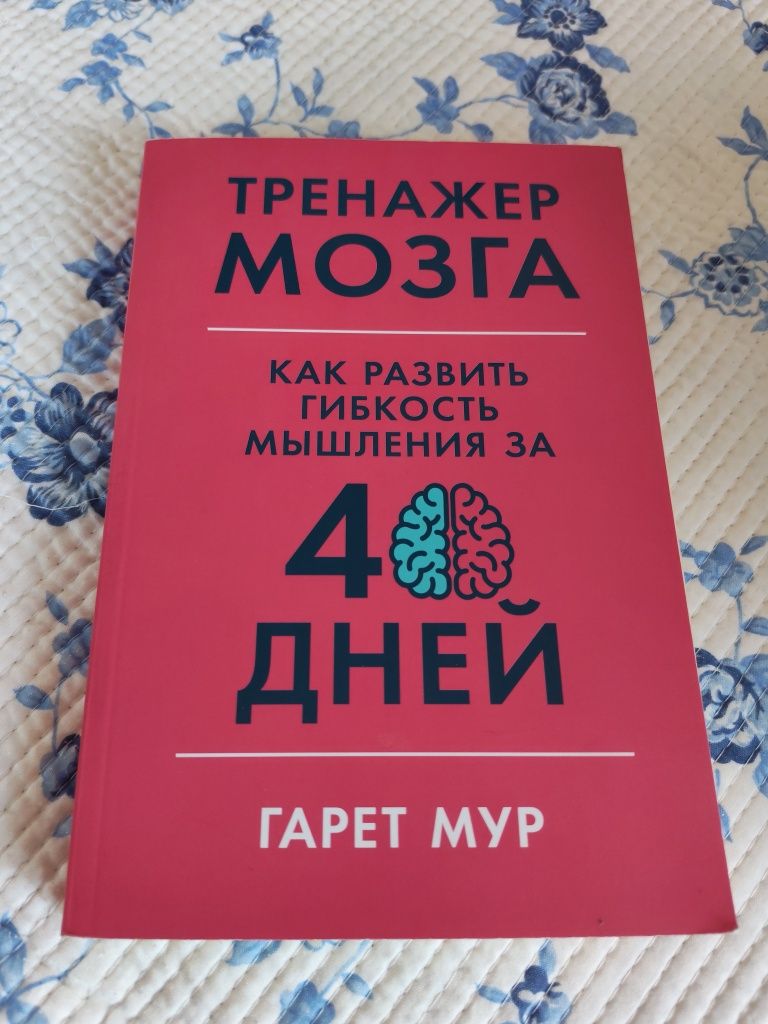 ТРЕНАЖЕР
МОЗГА
КАК РАЗВИТЬ
ГИБКОСТЬ
МЫШЛЕНИЯ ЗА
40
ДНЕЙ
ГАРЕТ МУР